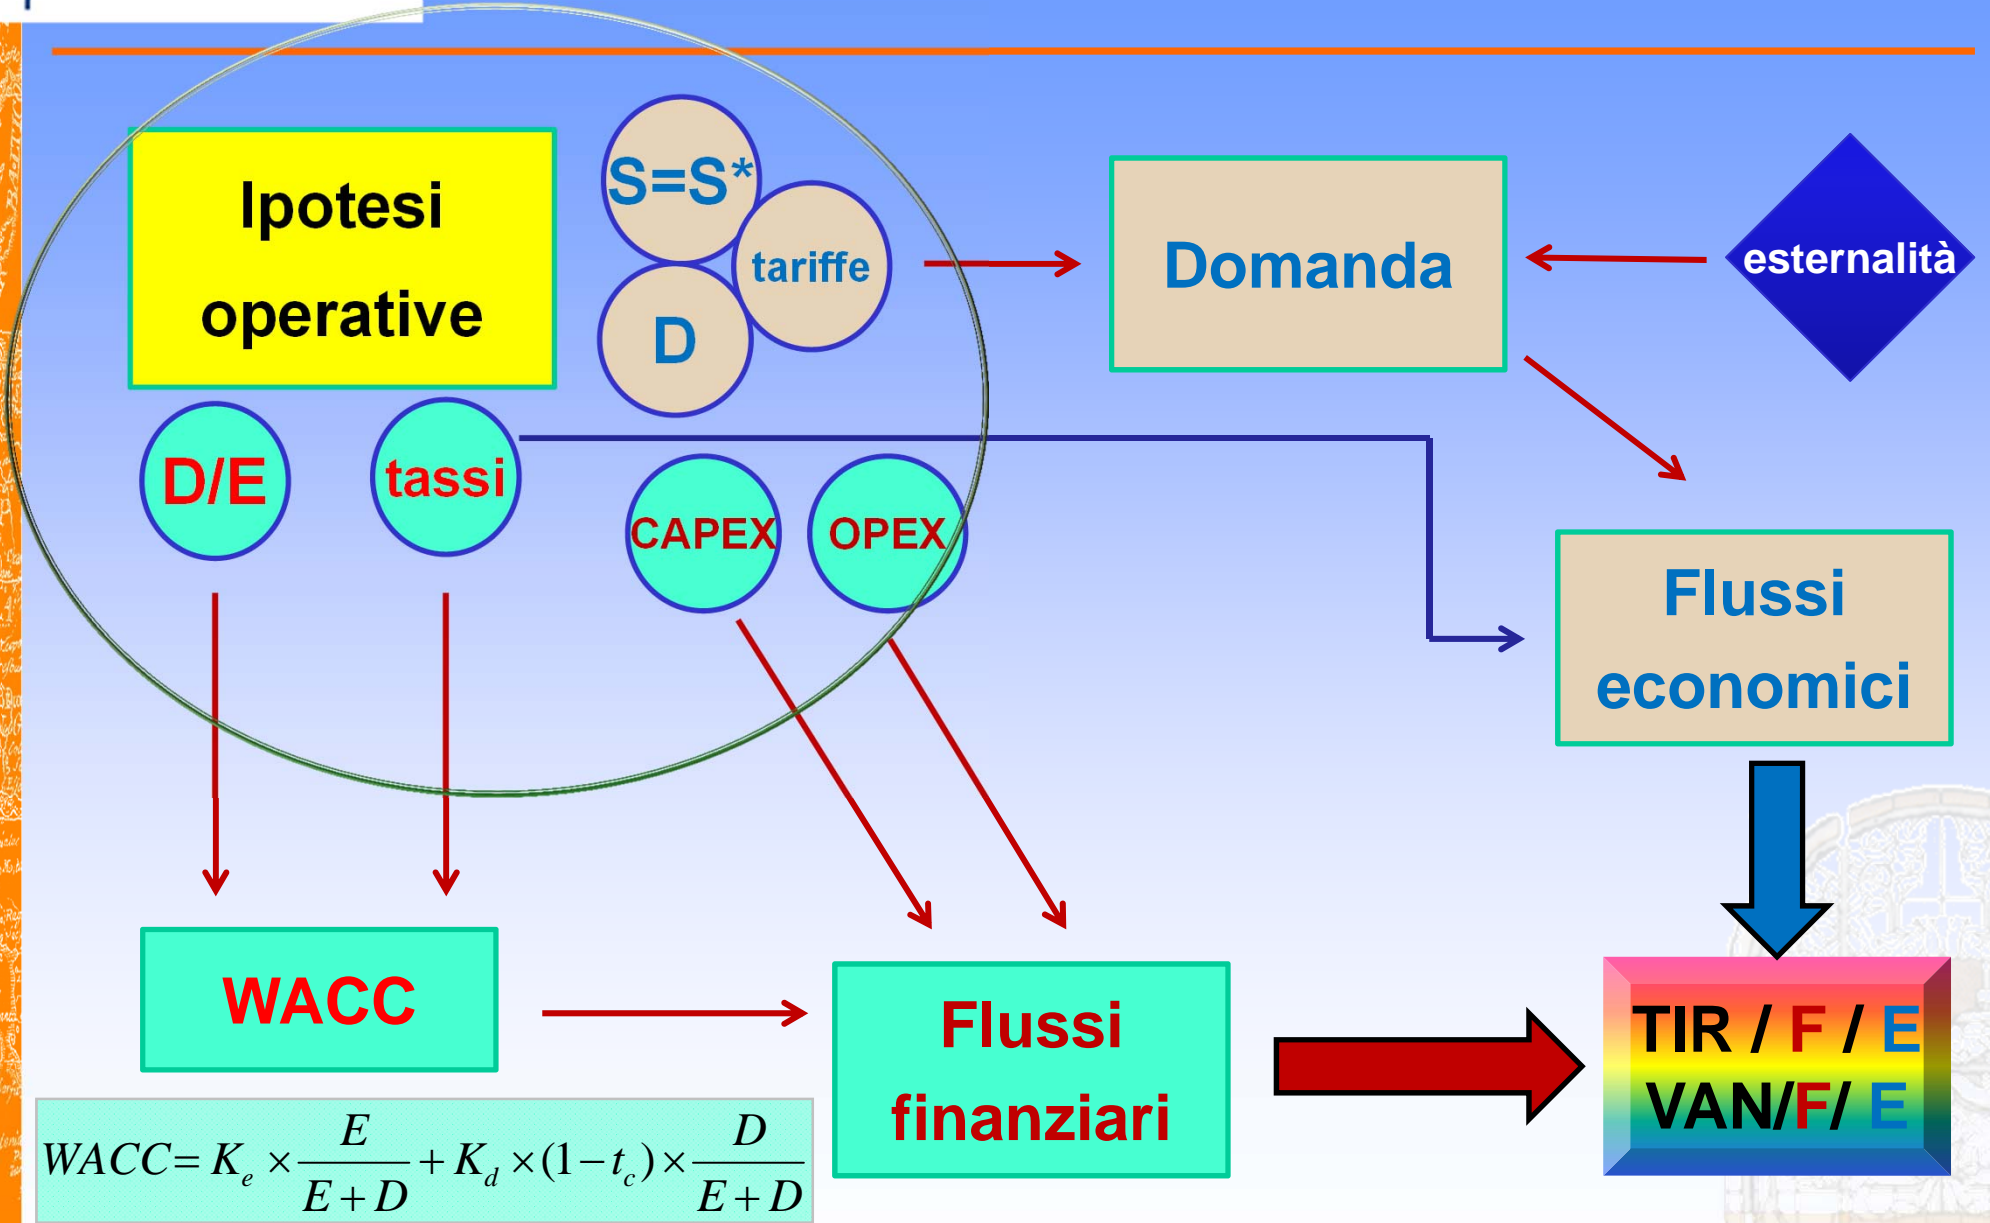 Ipotesi
operative
S=S*
tariffe
D
Domanda
esternalità
D/E
tassi
CAPEX
OPEX
Flussi
economici
WACC
Flussi
finanziari
TIR / F / E
VAN/F/ E
WACC = K_e × E/(E+D) + K_d × (1−t_c) × D/(E+D)